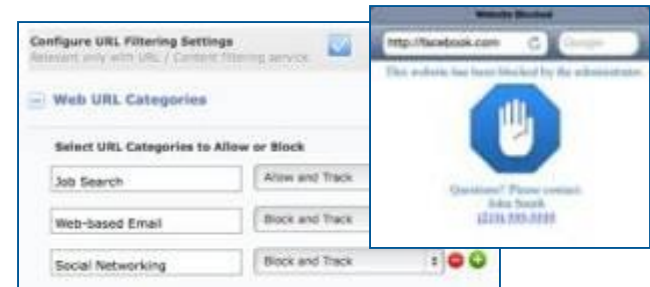 Configure URL Filtering Settings
Relevant only with URL / Content filtering service
Web URL Categories
Select URL Categories to Allow or Block
Job Search
Allow and Track
Web-based Email
Block and Track
Social Networking
Block and Track
Website Blocked
http://facebook.com
Google
This website has been blocked by the administrator.
Questions? Please contact:
John Smith